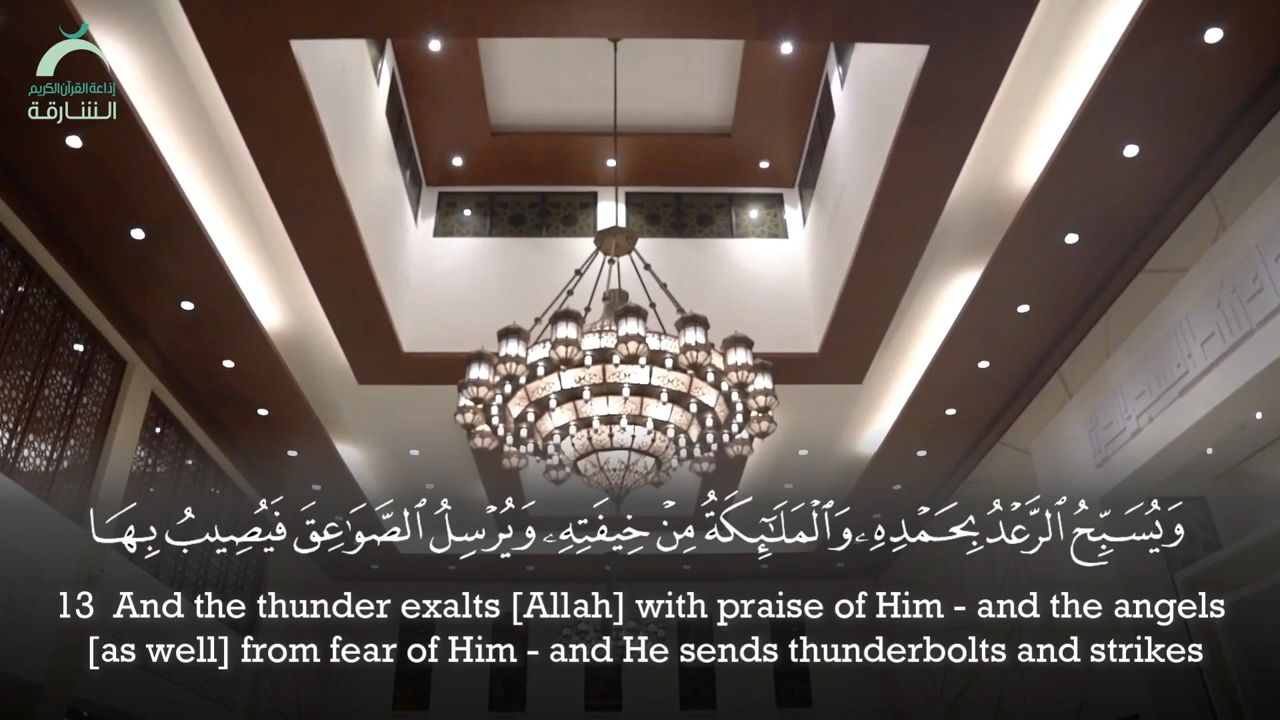 إذاعة القرآن الكريم
الشارقة
وَيُسَبِّحُ ٱلرَّعْدُ بِحَمْدِهِۦ وَٱلْمَلَٰٓئِكَةُ مِنْ خِيفَتِهِۦ وَيُرْسِلُ ٱلصَّوَٰعِقَ فَيُصِيبُ بِهَا
13 And the thunder exalts [Allah] with praise of Him - and the angels
[as well] from fear of Him - and He sends thunderbolts and strikes